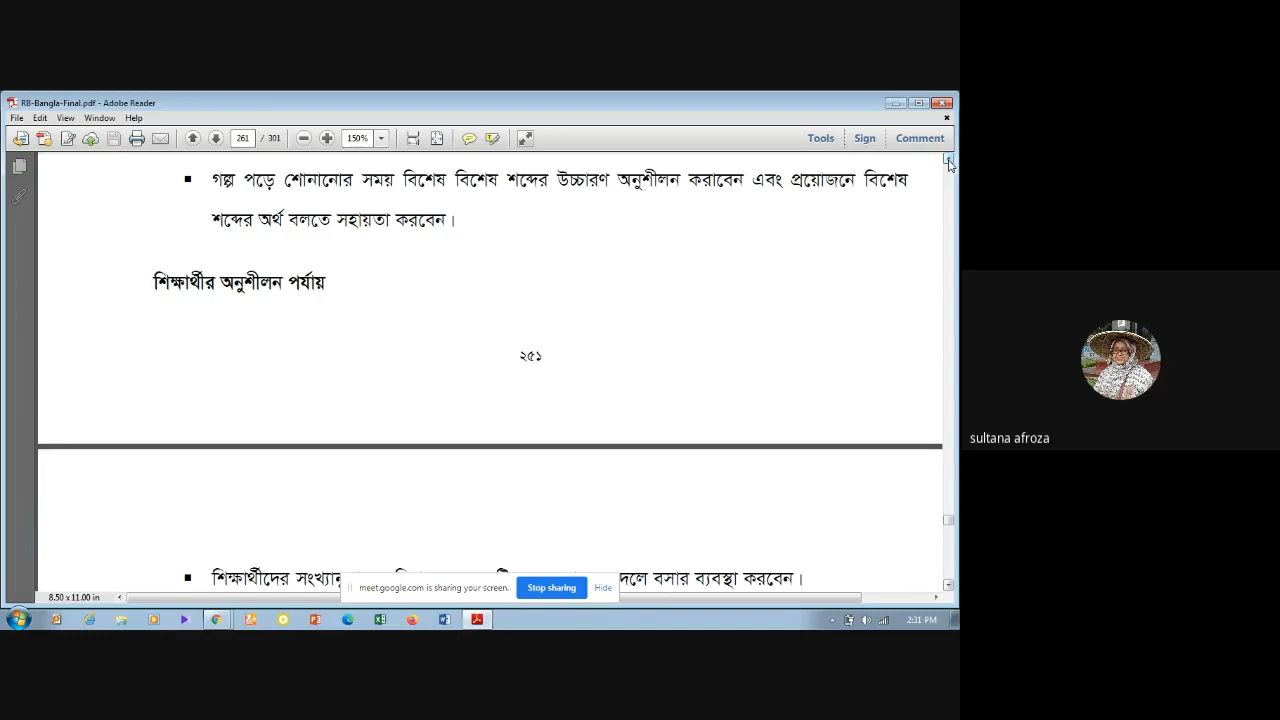 RB-Bangla-Final.pdf - Adobe Reader
File Edit View Window Help
261 / 301 150% Tools Sign Comment
গল্প পড়ে শোনানোর সময় বিশেষ বিশেষ শব্দের উচ্চারণ অনুশীলন করাবেন এবং প্রয়োজনে বিশেষ
শব্দের অর্থ বলতে সহায়তা করবেন।
শিক্ষার্থীর অনুশীলন পর্যায়
২৫১
sultana afroza
শিক্ষার্থীদের দলে বসার ব্যবস্থা করবেন।
meet.google.com is sharing your screen. Stop sharing Hide
8.50 x 11.00 in
2:31 PM